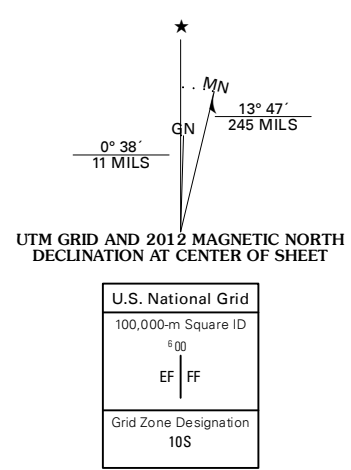 ★
MN
GN
13° 47´
245 MILS
0° 38´
11 MILS
UTM GRID AND 2012 MAGNETIC NORTH
DECLINATION AT CENTER OF SHEET
U.S. National Grid
100,000-m Square ID
⁶00
EF FF
Grid Zone Designation
10S